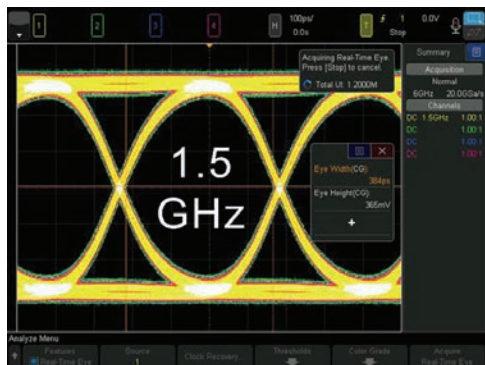 1 2 3 4 H 100ps/ 0.0s T 1 0.0V Stop
Acquiring Real-Time Eye.
Press [Stop] to cancel.
Total UI: 1.2000M
Summary
Acquisition
Normal
6GHz 20.0GSa/s
Channels
DC 1.5GHz 1.00:1
DC 1.00:1
DC 1.00:1
DC 1.00:1
1.5
GHz
Eye Width(CG):
384ps
Eye Height(CG):
365mV
+
Analyze Menu
Features Source Clock Recovery... Thresholds Color Grade Acquire
Real-Time Eye 1 Real-Time Eye